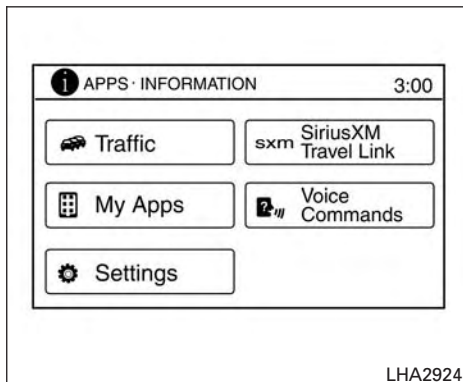 i APPS · INFORMATION 3:00
Traffic
sxm SiriusXM
Travel Link
My Apps
? Voice
Commands
Settings
LHA2924